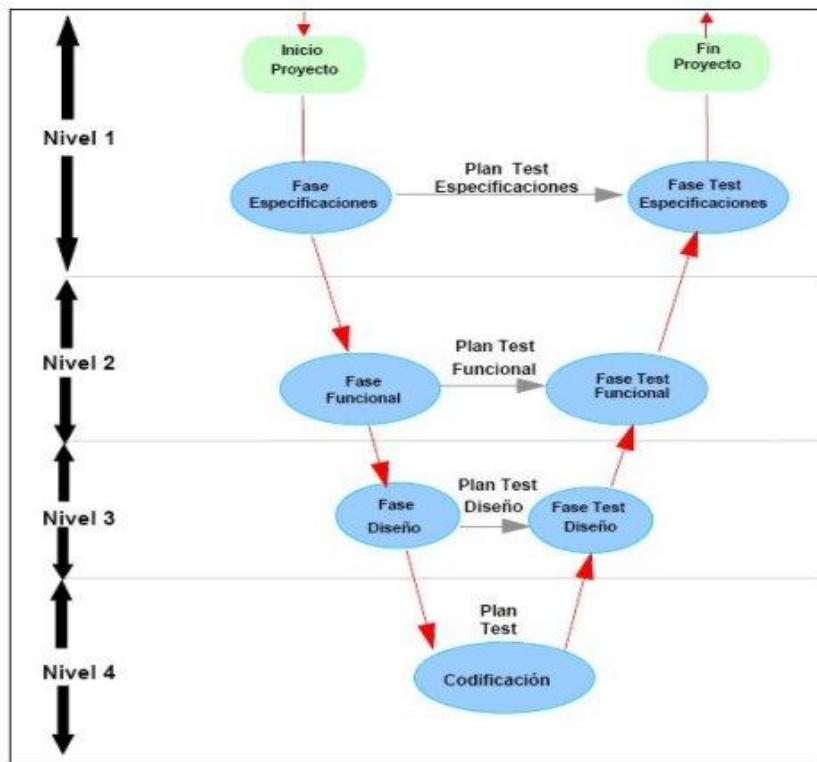 Inicio
Proyecto
Fin
Proyecto
Nivel 1
Plan Test
Especificaciones
Fase
Especificaciones
Fase Test
Especificaciones
Nivel 2
Plan Test
Funcional
Fase
Funcional
Fase Test
Funcional
Nivel 3
Plan Test
Diseño
Fase
Diseño
Fase Test
Diseño
Plan
Test
Nivel 4
Codificación